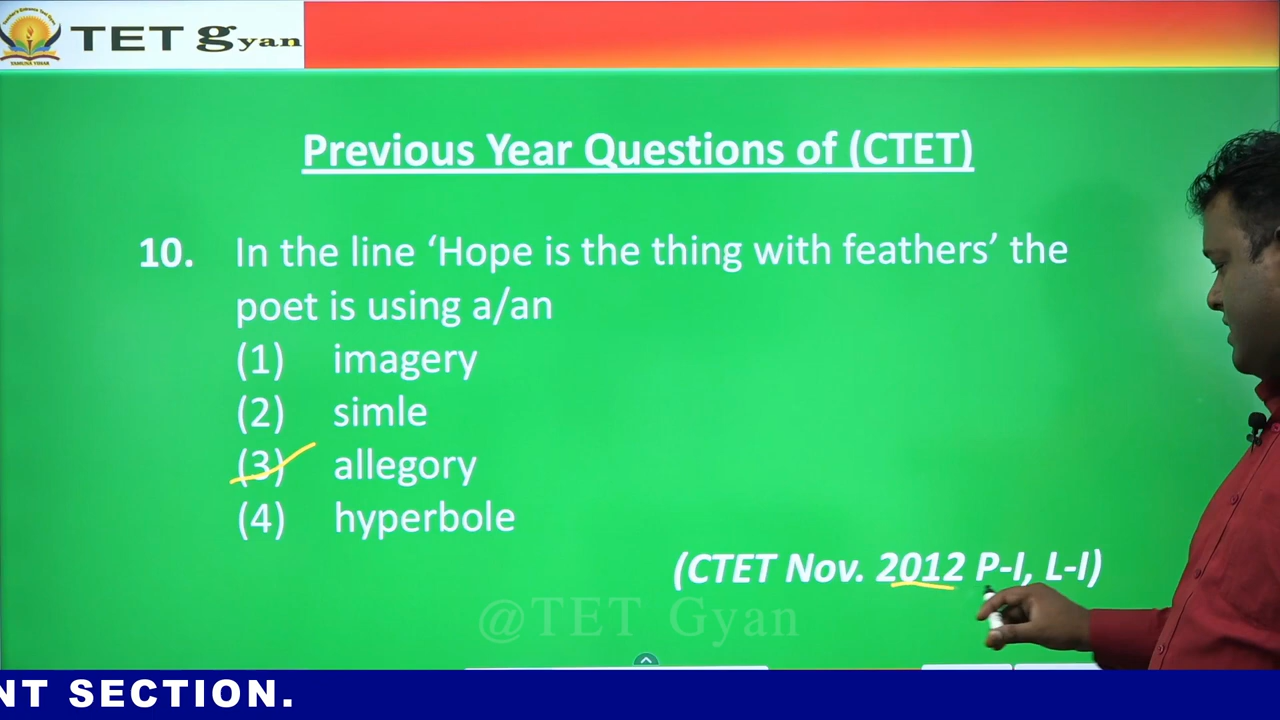 TET gyan
Previous Year Questions of (CTET)
10. In the line ‘Hope is the thing with feathers’ the
poet is using a/an
(1) imagery
(2) simle
(3) allegory
(4) hyperbole
(CTET Nov. 2012 P-I, L-I)
@TET Gyan
NT SECTION.